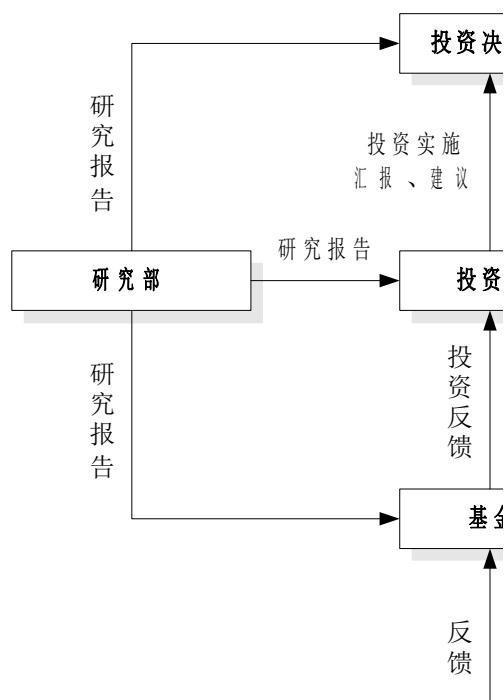 投资决
研究报告
投资实施
汇报、建议
研究报告
研究部
投资
研究报告
投资反馈
基金
反馈